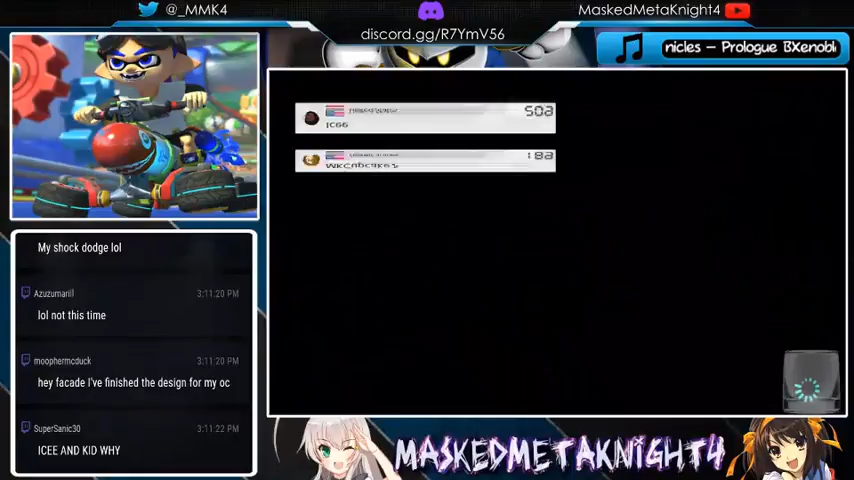 @_MMK4
discord.gg/R7YmV56
MaskedMetaKnight4
nicles – Prologue BXenobl
JC66
My shock dodge lol
Azuzumarill
3:11:20 PM
lol not this time
moophermcduck
3:11:20 PM
hey facade I've finished the design for my oc
SuperSanic30
3:11:22 PM
ICEE AND KID WHY
MASKEDMETAKNIGHT4